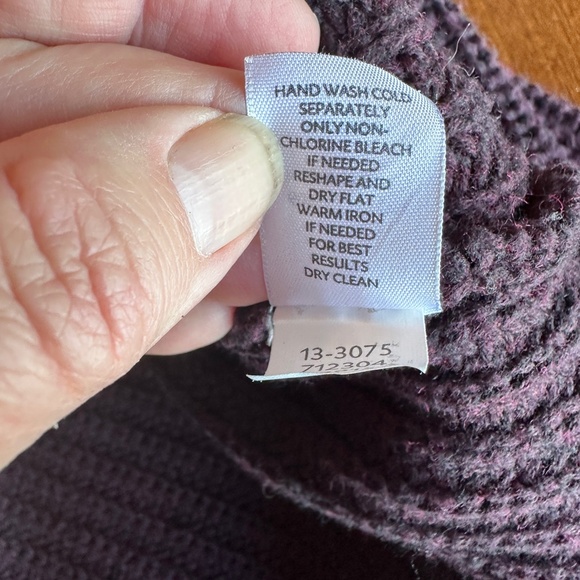 HAND WASH COLD
SEPARATELY
ONLY NON-
CHLORINE BLEACH
IF NEEDED
RESHAPE AND
DRY FLAT
WARM IRON
IF NEEDED
FOR BEST
RESULTS
DRY CLEAN
13-3075